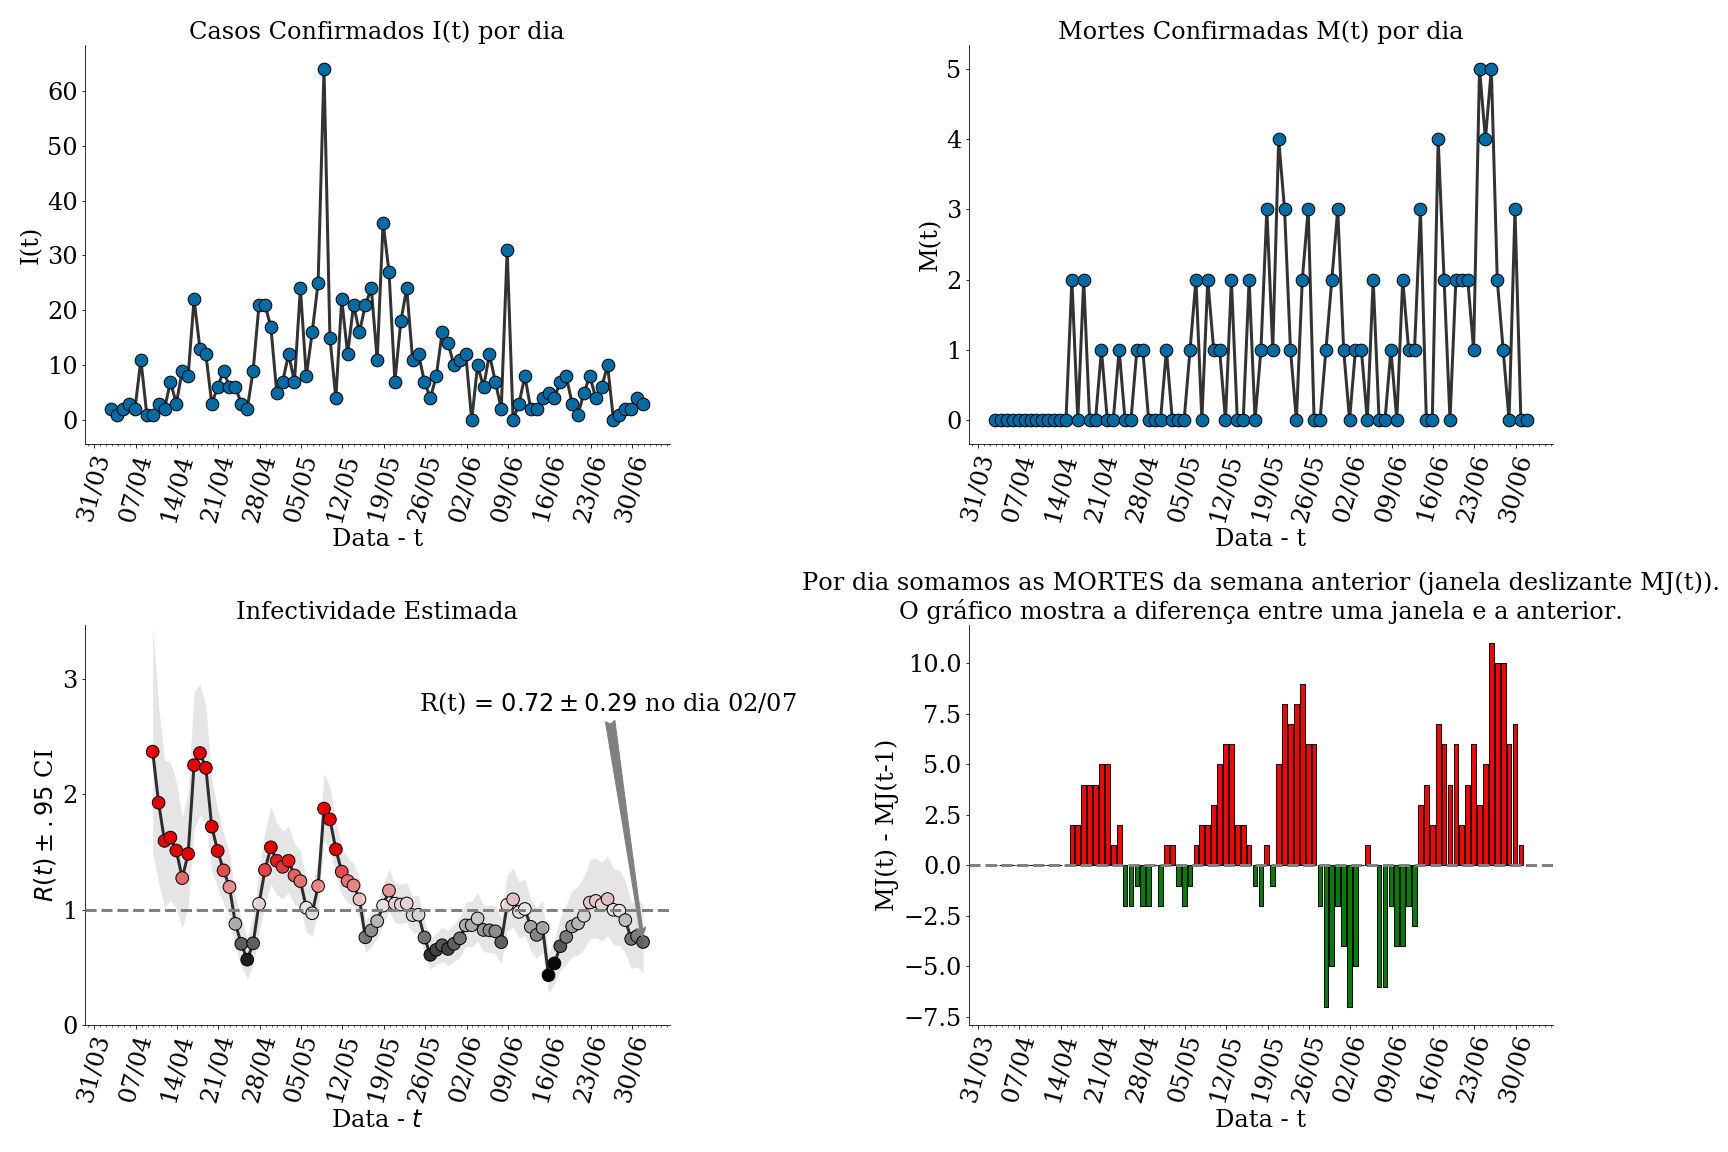 Casos Confirmados I(t) por dia
I(t)
60
50
40
30
20
10
0
31/03 07/04 14/04 21/04 28/04 05/05 12/05 19/05 26/05 02/06 09/06 16/06 23/06 30/06
Data - t
Mortes Confirmadas M(t) por dia
M(t)
5
4
3
2
1
0
31/03 07/04 14/04 21/04 28/04 05/05 12/05 19/05 26/05 02/06 09/06 16/06 23/06 30/06
Data - t
Infectividade Estimada
R(t) ± .95 CI
3
2
1
0
R(t) = 0.72 ± 0.29 no dia 02/07
31/03 07/04 14/04 21/04 28/04 05/05 12/05 19/05 26/05 02/06 09/06 16/06 23/06 30/06
Data - t
Por dia somamos as MORTES da semana anterior (janela deslizante MJ(t)).
O gráfico mostra a diferença entre uma janela e a anterior.
MJ(t) - MJ(t-1)
10.0
7.5
5.0
2.5
0.0
−2.5
−5.0
−7.5
31/03 07/04 14/04 21/04 28/04 05/05 12/05 19/05 26/05 02/06 09/06 16/06 23/06 30/06
Data - t